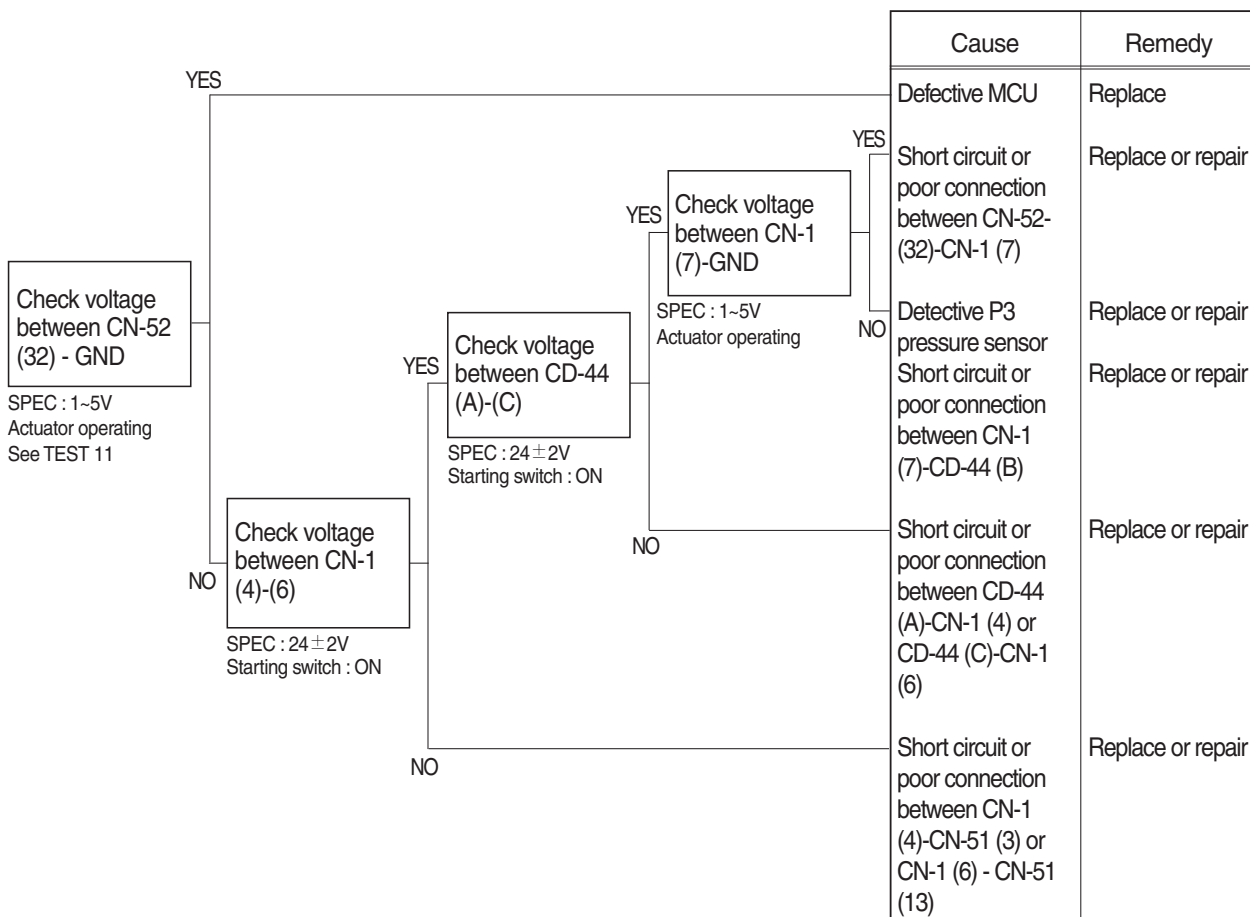 Cause
Remedy
YES
Defective MCU
Replace
YES
Short circuit or
poor connection
between CN-52-
(32)-CN-1 (7)
Replace or repair
YES
Check voltage
between CN-1
(7)-GND
SPEC : 1~5V
Actuator operating
NO
Detective P3
pressure sensor
Replace or repair
Short circuit or
poor connection
between CN-1
(7)-CD-44 (B)
Replace or repair
Check voltage
between CN-52
(32) - GND
SPEC : 1~5V
Actuator operating
See TEST 11
YES
Check voltage
between CD-44
(A)-(C)
SPEC : 24±2V
Starting switch : ON
NO
Short circuit or
poor connection
between CD-44
(A)-CN-1 (4) or
CD-44 (C)-CN-1
(6)
Replace or repair
NO
Check voltage
between CN-1
(4)-(6)
SPEC : 24±2V
Starting switch : ON
NO
Short circuit or
poor connection
between CN-1
(4)-CN-51 (3) or
CN-1 (6) - CN-51
(13)
Replace or repair